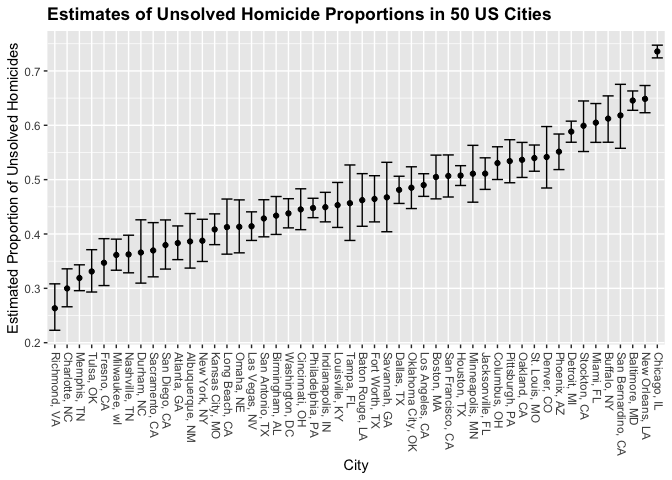 Estimates of Unsolved Homicide Proportions in 50 US Cities
Estimated Proportion of Unsolved Homicides
0.7
0.6
0.5
0.4
0.3
0.2
Richmond, VA
Charlotte, NC
Memphis, TN
Tulsa, OK
Fresno, CA
Milwaukee, wI
Nashville, TN
Durham, NC
Sacramento, CA
San Diego, CA
Atlanta, GA
Albuquerque, NM
New York, NY
Kansas City, MO
Long Beach, CA
Omaha, NE
Las Vegas, NV
San Antonio, TX
Birmingham, AL
Washington, DC
Cincinnati, OH
Philadelphia, PA
Indianapolis, IN
Louisville, KY
Tampa, FL
Baton Rouge, LA
Fort Worth, TX
Savannah, GA
Dallas, TX
Oklahoma City, OK
Los Angeles, CA
Boston, MA
San Francisco, CA
Houston, TX
Minneapolis, MN
Jacksonville, FL
Columbus, OH
Pittsburgh, PA
Oakland, CA
St. Louis, MO
Denver, CO
Phoenix, AZ
Detroit, MI
Stockton, CA
Miami, FL
Buffalo, NY
San Bernardino, CA
Baltimore, MD
New Orleans, LA
Chicago, IL
City